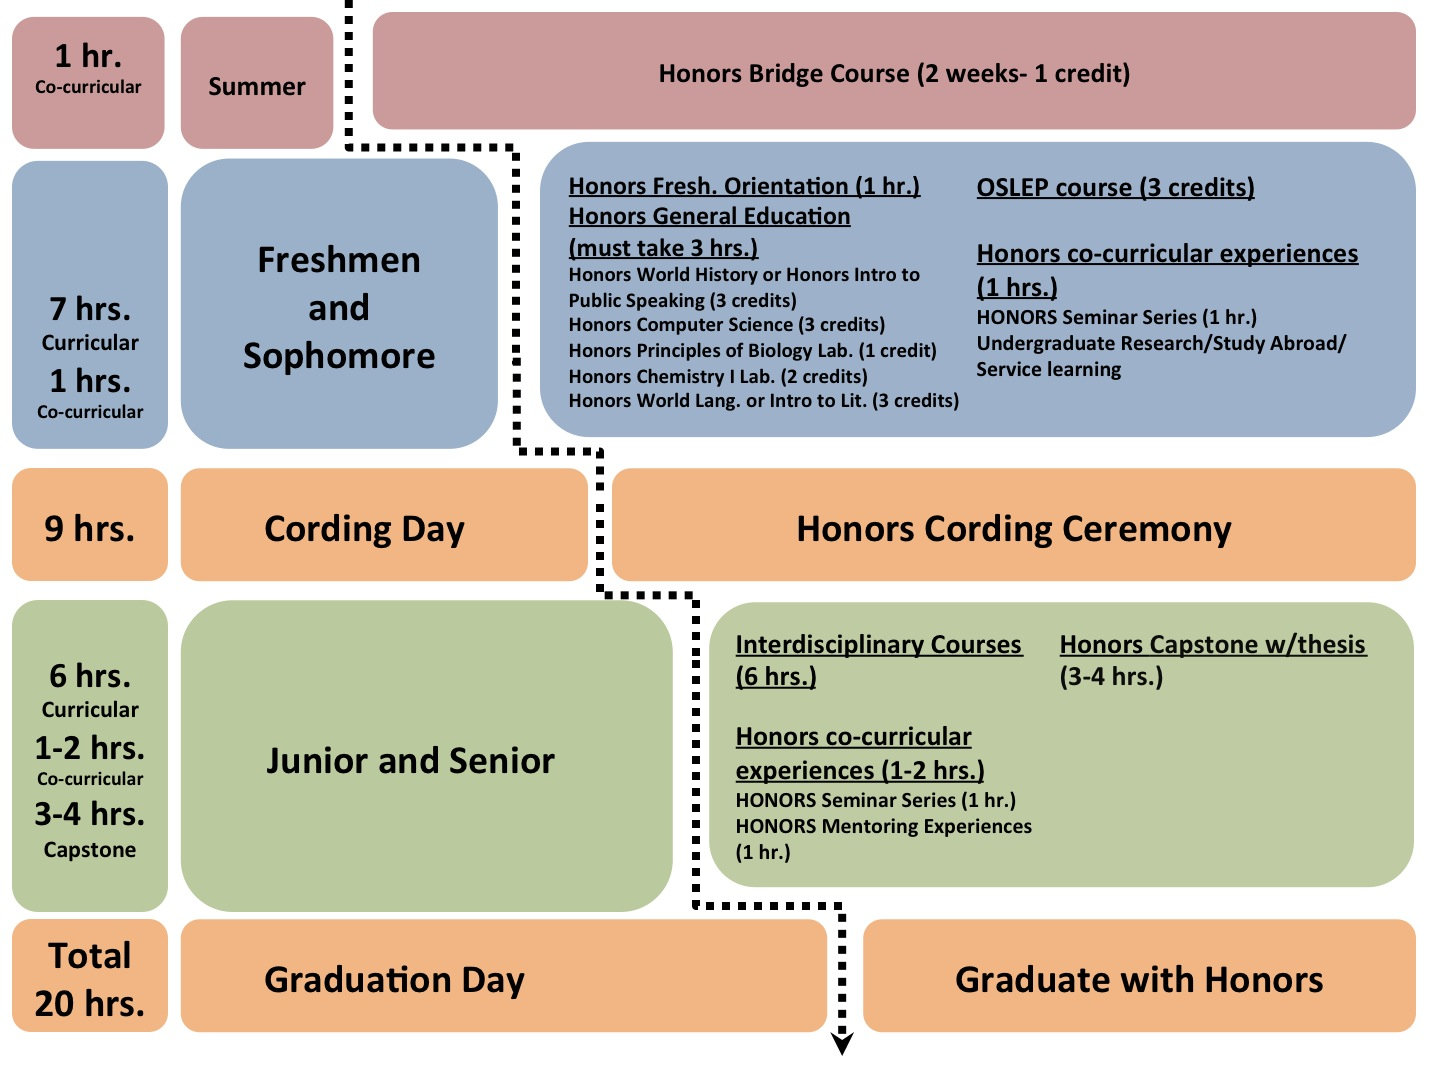 1 hr.
Co-curricular
Summer
Honors Bridge Course (2 weeks- 1 credit)
7 hrs.
Curricular
1 hrs.
Co-curricular
Freshmen
and
Sophomore
Honors Fresh. Orientation (1 hr.)
Honors General Education
(must take 3 hrs.)
Honors World History or Honors Intro to
Public Speaking (3 credits)
Honors Computer Science (3 credits)
Honors Principles of Biology Lab. (1 credit)
Honors Chemistry I Lab. (2 credits)
Honors World Lang. or Intro to Lit. (3 credits)
OSLEP course (3 credits)
Honors co-curricular experiences
(1 hrs.)
HONORS Seminar Series (1 hr.)
Undergraduate Research/Study Abroad/
Service learning
9 hrs.
Cording Day
Honors Cording Ceremony
6 hrs.
Curricular
1-2 hrs.
Co-curricular
3-4 hrs.
Capstone
Junior and Senior
Interdisciplinary Courses
(6 hrs.)
Honors co-curricular
experiences (1-2 hrs.)
HONORS Seminar Series (1 hr.)
HONORS Mentoring Experiences
(1 hr.)
Honors Capstone w/thesis
(3-4 hrs.)
Total
20 hrs.
Graduation Day
Graduate with Honors